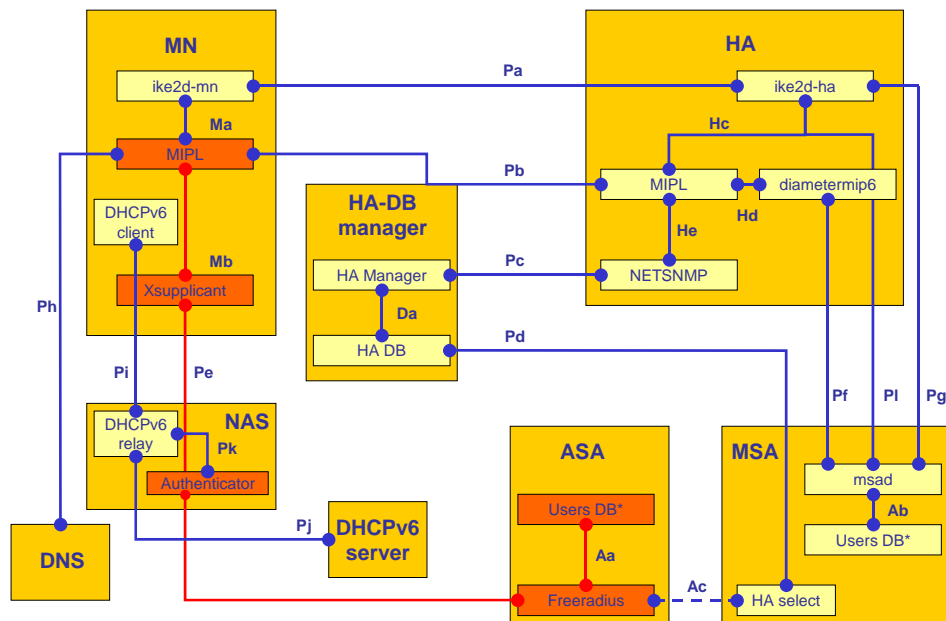 MN
HA
ike2d-mn
Pa
ike2d-ha
Ma
Hc
MIPL
Pb
MIPL
diametermip6
Hd
HA-DB
manager
DHCPv6
client
He
Mb
HA Manager
Pc
NETSNMP
Xsupplicant
Ph
Da
HA DB
Pd
Pi
Pe
Pf
Pl
Pg
DHCPv6
relay
NAS
Pk
Authenticator
ASA
MSA
msad
Users DB*
Ab
Users DB*
Pj
DHCPv6
server
DNS
Aa
Freeradius
Ac
HA select